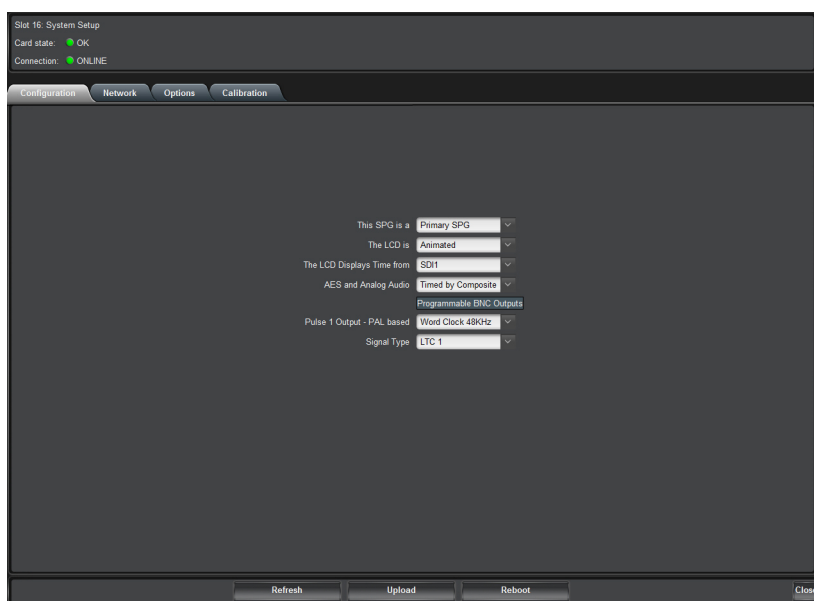 Slot 16: System Setup
Card state: OK
Connection: ONLINE
Configuration Network Options Calibration
This SPG is a Primary SPG
The LCD is Animated
The LCD Displays Time from SDI1
AES and Analog Audio Timed by Composite
Programmable BNC Outputs
Pulse 1 Output - PAL based Word Clock 48KHz
Signal Type LTC 1
Refresh Upload Reboot Close